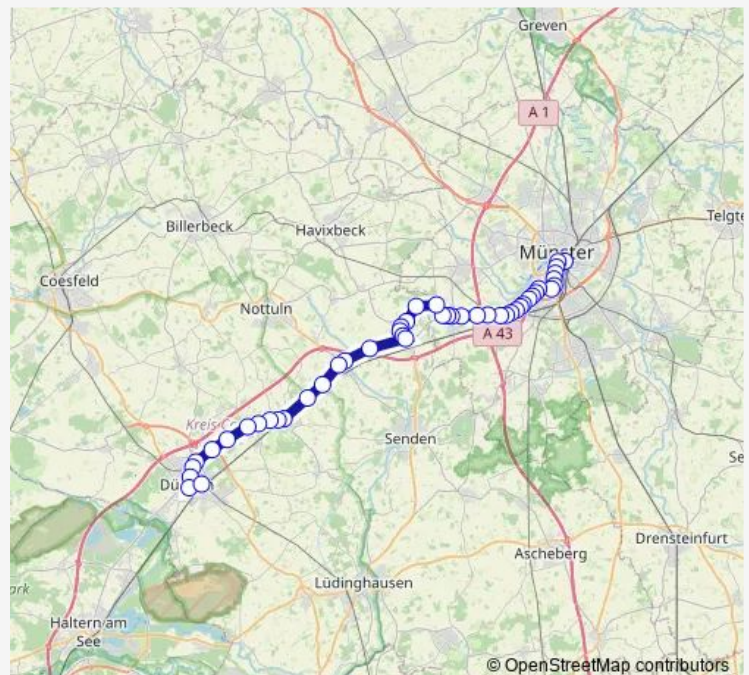 Greven
A 1
Telgte
Billerbeck
Havixbeck
Münster
Coesfeld
Nottuln
A 43
Senden
Drensteinfurt
Ascheberg
Lüdinghausen
Haltern am
See
© OpenStreetMap contributors